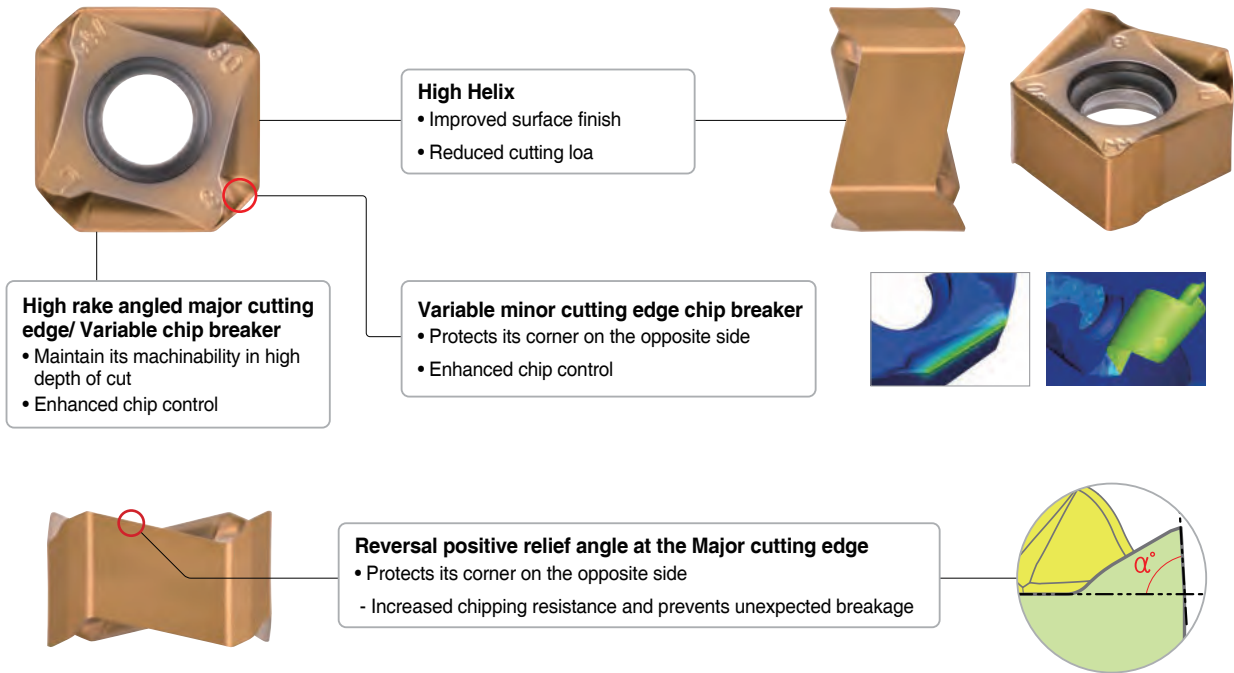 High Helix
• Improved surface finish
• Reduced cutting loa
High rake angled major cutting
edge/ Variable chip breaker
• Maintain its machinability in high
depth of cut
• Enhanced chip control
Variable minor cutting edge chip breaker
• Protects its corner on the opposite side
• Enhanced chip control
Reversal positive relief angle at the Major cutting edge
• Protects its corner on the opposite side
- Increased chipping resistance and prevents unexpected breakage
α°